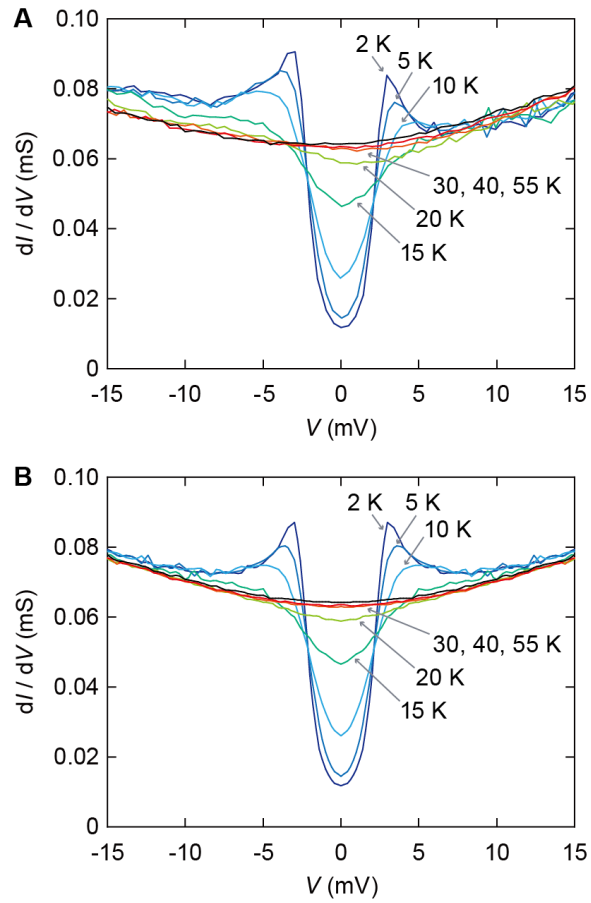 A
0.10
0.08
0.06
0.04
0.02
0
dI / dV (mS)
2 K
5 K
10 K
30, 40, 55 K
20 K
15 K
-15
-10
-5
0
5
10
15
V (mV)
B
0.10
0.08
0.06
0.04
0.02
0
dI / dV (mS)
2 K
5 K
10 K
30, 40, 55 K
20 K
15 K
-15
-10
-5
0
5
10
15
V (mV)